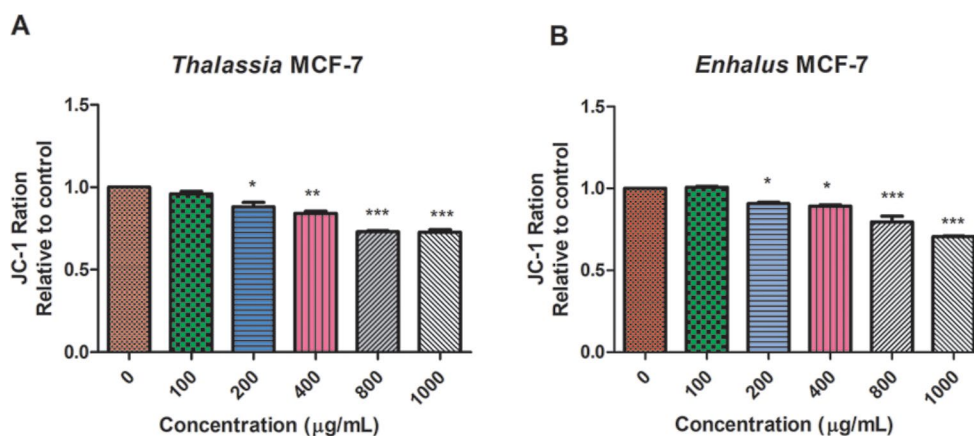 A
Thalassia MCF-7
JC-1 Ration
Relative to control
1.5
1.0
0.5
0.0
*
**
***
***
0
100
200
400
800
1000
Concentration (μg/mL)
B
Enhalus MCF-7
JC-1 Ration
Relative to control
1.5
1.0
0.5
0.0
*
*
***
***
0
100
200
400
800
1000
Concentration (μg/mL)